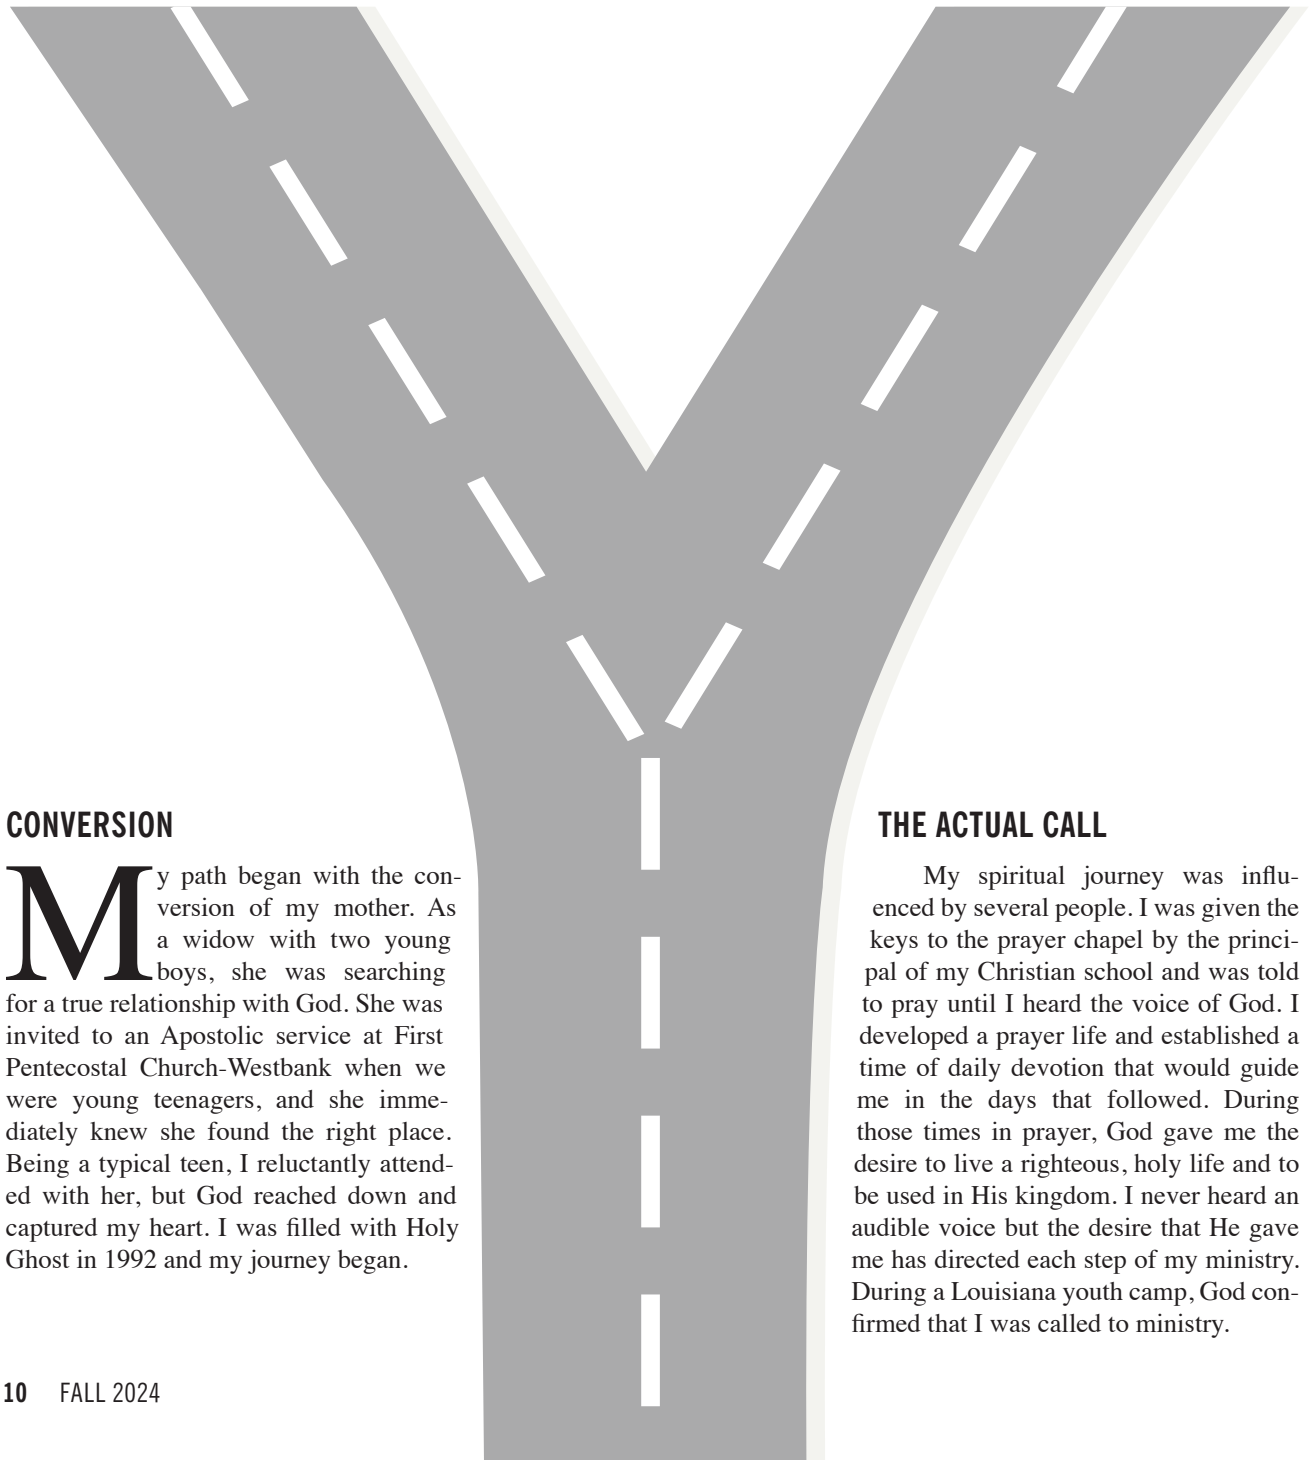 CONVERSION
My path began with the con-
version of my mother. As
a widow with two young
boys, she was searching
for a true relationship with God. She was
invited to an Apostolic service at First
Pentecostal Church-Westbank when we
were young teenagers, and she imme-
diately knew she found the right place.
Being a typical teen, I reluctantly attend-
ed with her, but God reached down and
captured my heart. I was filled with Holy
Ghost in 1992 and my journey began.
THE ACTUAL CALL
My spiritual journey was influ-
enced by several people. I was given the
keys to the prayer chapel by the princi-
pal of my Christian school and was told
to pray until I heard the voice of God. I
developed a prayer life and established a
time of daily devotion that would guide
me in the days that followed. During
those times in prayer, God gave me the
desire to live a righteous, holy life and to
be used in His kingdom. I never heard an
audible voice but the desire that He gave
me has directed each step of my ministry.
During a Louisiana youth camp, God con-
firmed that I was called to ministry.
10 FALL 2024